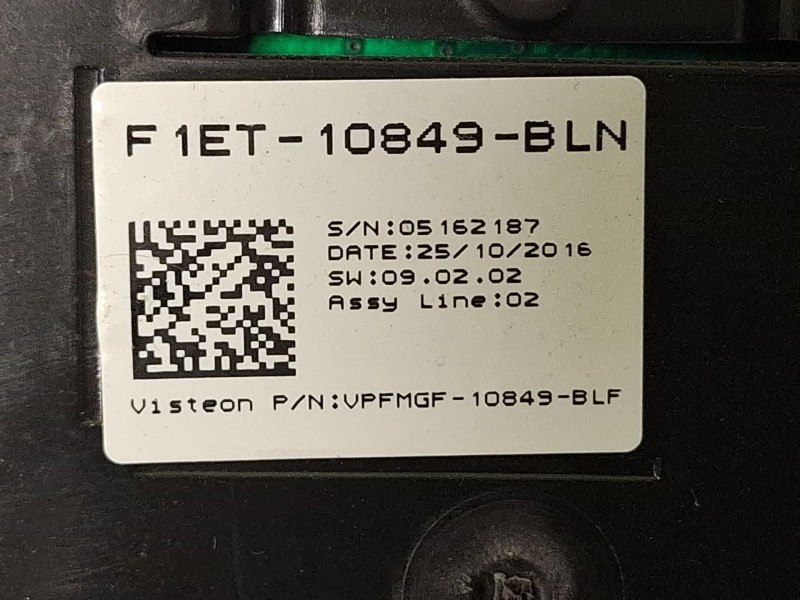 F1ET-10849-BLN
S/N:05162187
DATE:25/10/2016
SW:09.02.02
Assy Line:02
Visteon P/N:VPFMGF-10849-BLF